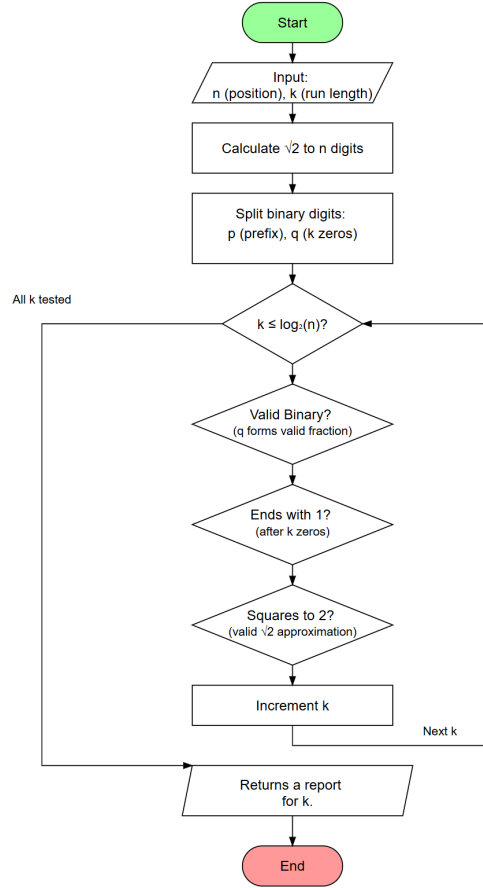 Start
Input:
n (position), k (run length)
Calculate √2 to n digits
Split binary digits:
p (prefix), q (k zeros)
All k tested
k ≤ log₂(n)?
Valid Binary?
(q forms valid fraction)
Ends with 1?
(after k zeros)
Squares to 2?
(valid √2 approximation)
Increment k
Next k
Returns a report
for k.
End